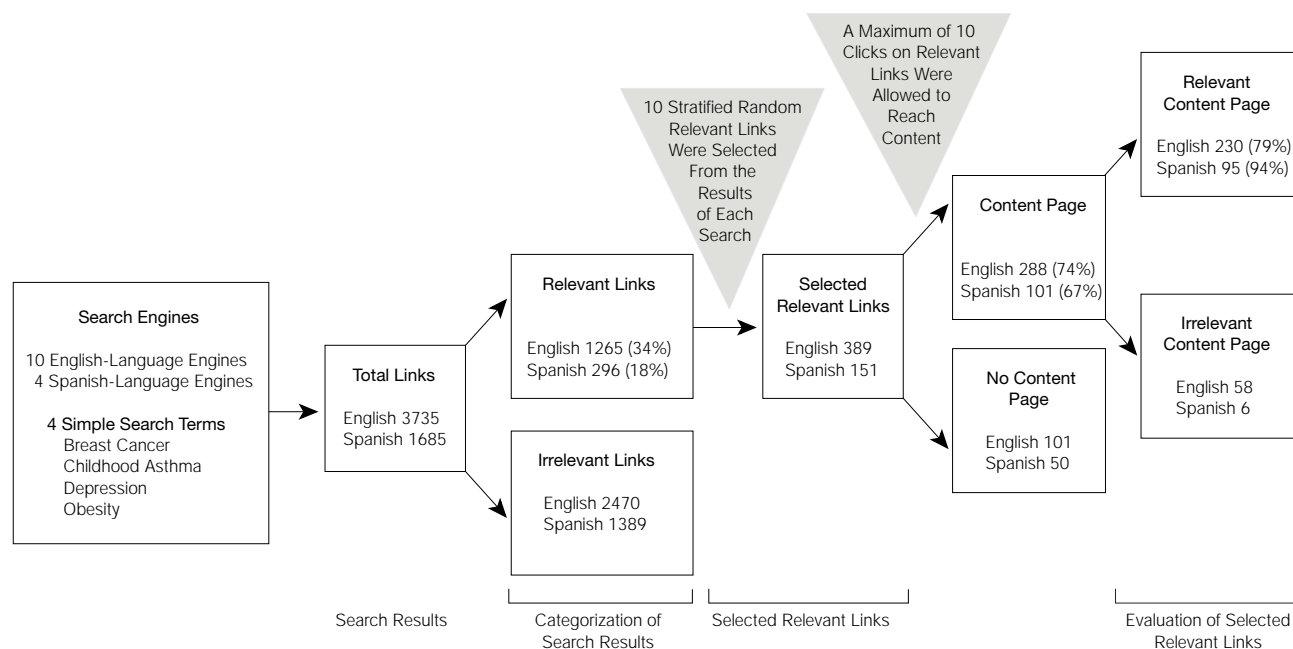 Search Engines
10 English-Language Engines
4 Spanish-Language Engines
4 Simple Search Terms
Breast Cancer
Childhood Asthma
Depression
Obesity
Total Links
English 3735
Spanish 1685
Relevant Links
English 1265 (34%)
Spanish 296 (18%)
Irrelevant Links
English 2470
Spanish 1389
10 Stratified Random
Relevant Links
Were Selected
From the
Results
of Each
Search
Selected
Relevant Links
English 389
Spanish 151
A Maximum of 10
Clicks on Relevant
Links Were
Allowed to
Reach
Content
Content Page
English 288 (74%)
Spanish 101 (67%)
No Content
Page
English 101
Spanish 50
Relevant
Content Page
English 230 (79%)
Spanish 95 (94%)
Irrelevant
Content Page
English 58
Spanish 6
Search Results
Categorization of
Search Results
Selected Relevant Links
Evaluation of Selected
Relevant Links